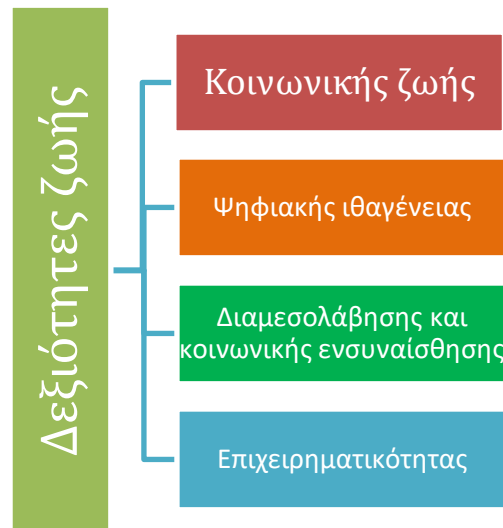 Δεξιότητες ζωής
Κοινωνικής ζωής
Ψηφιακής ιθαγένειας
Διαμεσολάβησης και
κοινωνικής ενσυναίσθησης
Επιχειρηματικότητας